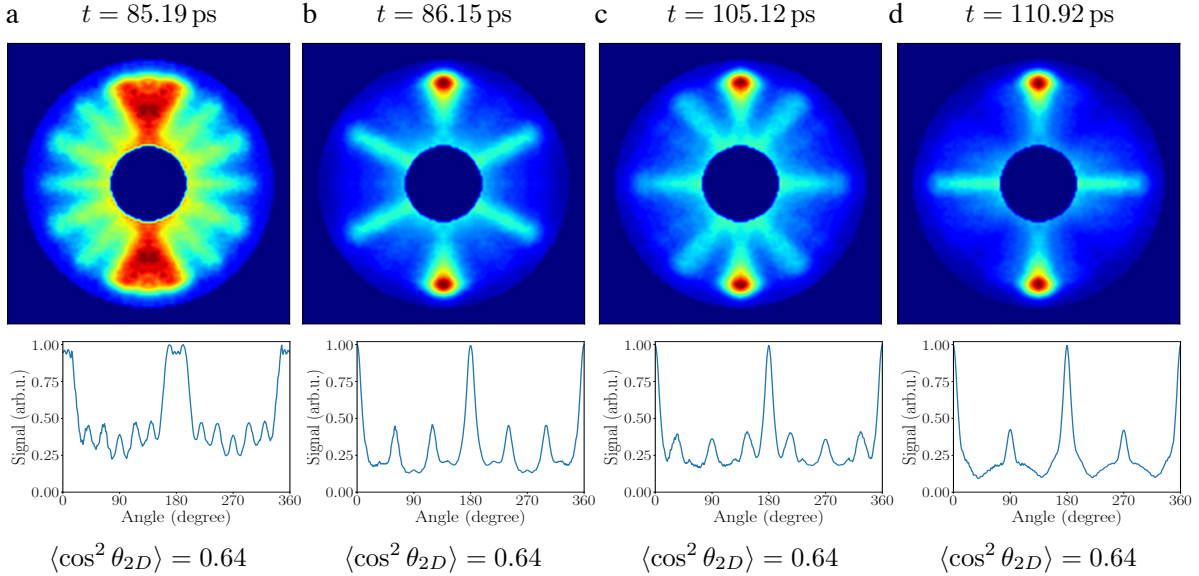 a t = 85.19 ps b t = 86.15 ps c t = 105.12 ps d t = 110.92 ps
1.00 1.00 1.00 1.00
0.75 0.75 0.75 0.75
0.50 0.50 0.50 0.50
0.25 0.25 0.25 0.25
0.00 0.00 0.00 0.00
Signal (arb.u.) Signal (arb.u.) Signal (arb.u.) Signal (arb.u.)
0 90 180 270 360 0 90 180 270 360 0 90 180 270 360 0 90 180 270 360
Angle (degree) Angle (degree) Angle (degree) Angle (degree)
⟨cos² θ₂D⟩ = 0.64 ⟨cos² θ₂D⟩ = 0.64 ⟨cos² θ₂D⟩ = 0.64 ⟨cos² θ₂D⟩ = 0.64